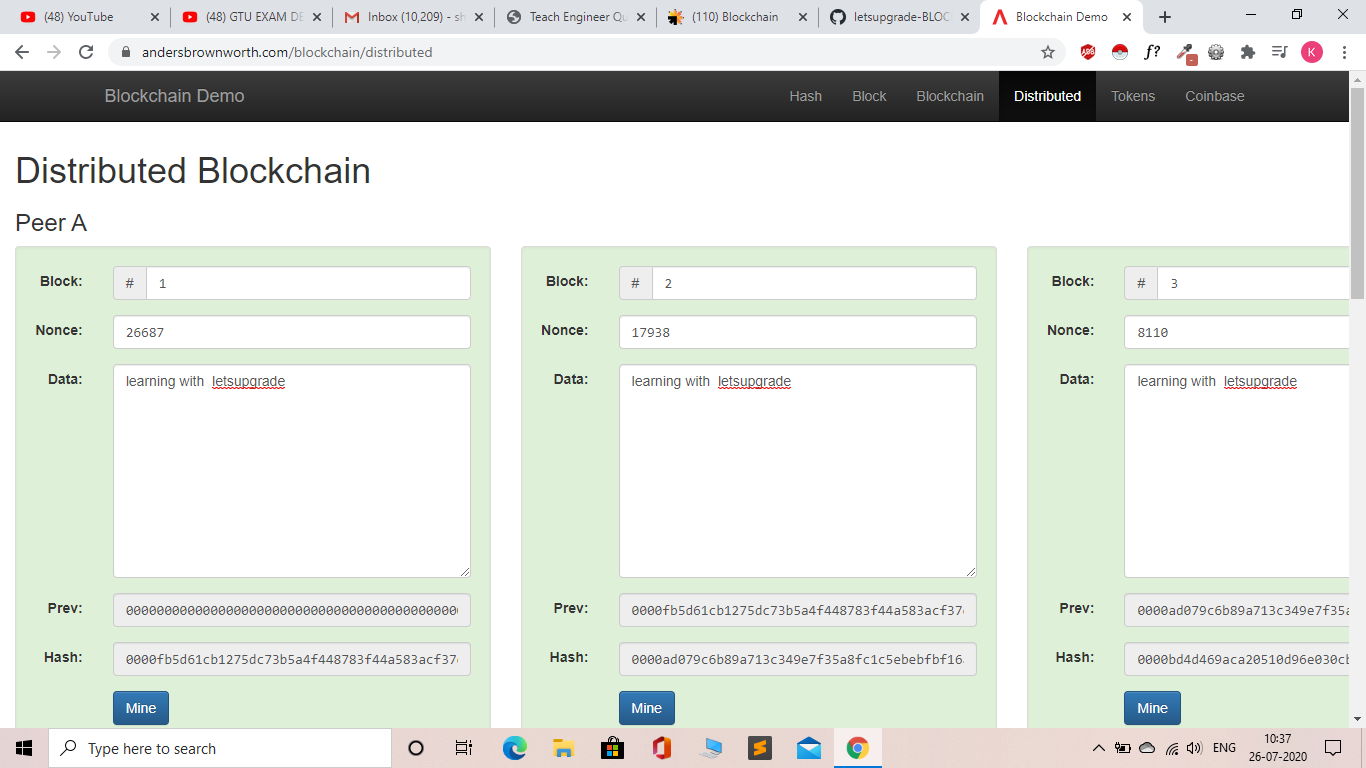 (48) YouTube
(48) GTU EXAM DE
Inbox (10,209) - sh
Teach Engineer Qu
(110) Blockchain
letsupgrade-BLOC
Blockchain Demo
andersbrownworth.com/blockchain/distributed
f?
K
Blockchain Demo
Hash Block Blockchain Distributed Tokens Coinbase
Distributed Blockchain
Peer A
Block: # 1
Nonce: 26687
Data: learning with letsupgrade
Prev: 0000000000000000000000000000000000000000000
Hash: 0000fb5d61cb1275dc73b5a4f448783f44a583acf37
Mine
Block: # 2
Nonce: 17938
Data: learning with letsupgrade
Prev: 0000fb5d61cb1275dc73b5a4f448783f44a583acf37
Hash: 0000ad079c6b89a713c349e7f35a8fc1c5ebebfbf16
Mine
Block: # 3
Nonce: 8110
Data: learning with letsupgrade
Prev: 0000ad079c6b89a713c349e7f35a
Hash: 0000bd4d469aca20510d96e030cb
Mine
Type here to search
ENG
10:37
26-07-2020